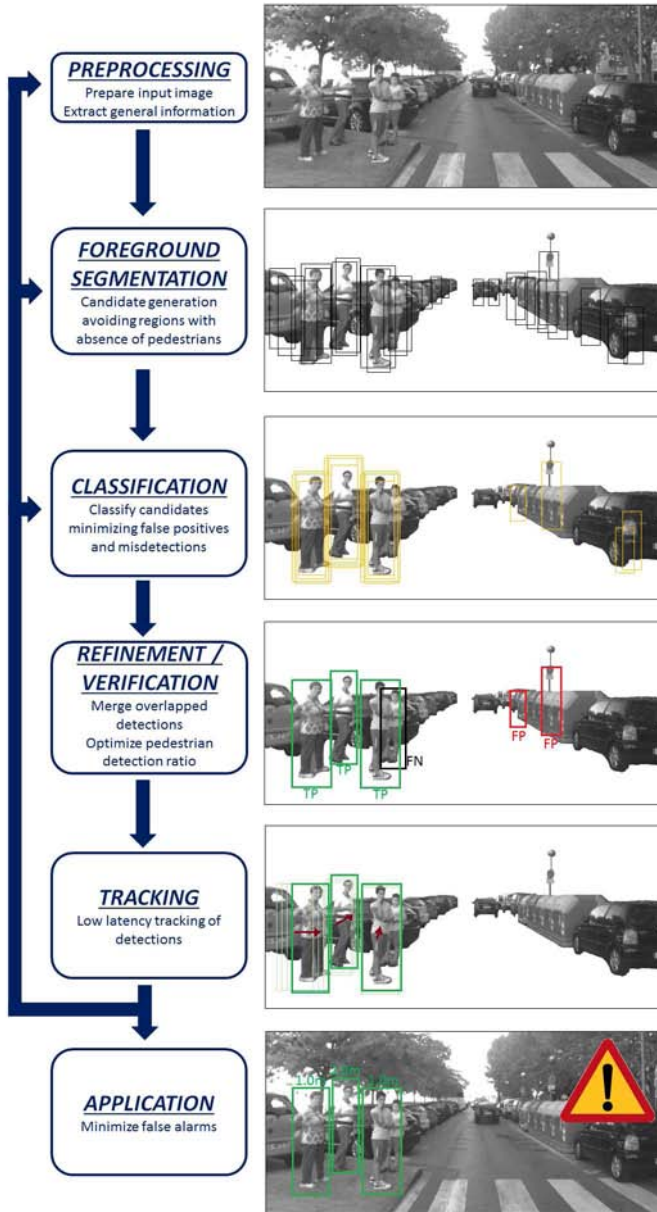 PREPROCESSING
Prepare input image
Extract general information
FOREGROUND
SEGMENTATION
Candidate generation
avoiding regions with
absence of pedestrians
CLASSIFICATION
Classify candidates
minimizing false positives
and misdetections
REFINEMENT /
VERIFICATION
Merge overlapped
detections
Optimize pedestrian
detection ratio
TP
TP
TP
FN
FP
FP
TRACKING
Low latency tracking of
detections
APPLICATION
Minimize false alarms
!